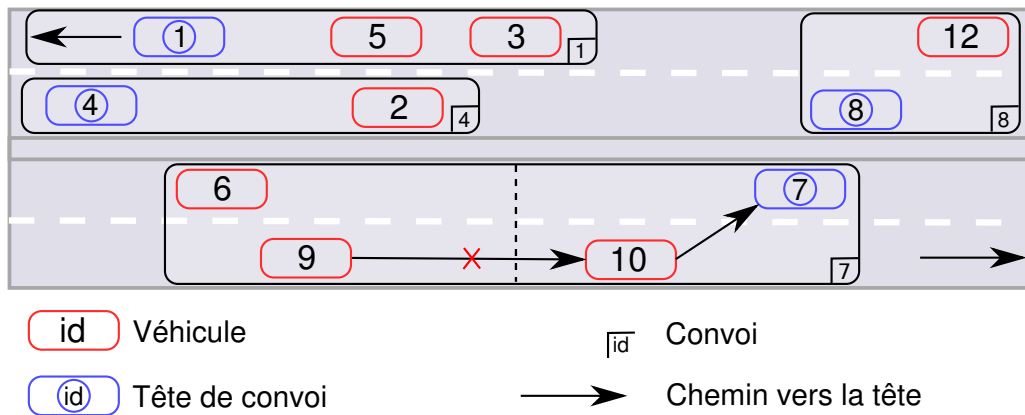 1 5 3 1 12
4 2 4 8 8
6 7
9 10 7
id Véhicule id Convoi
id Tête de convoi Chemin vers la tête